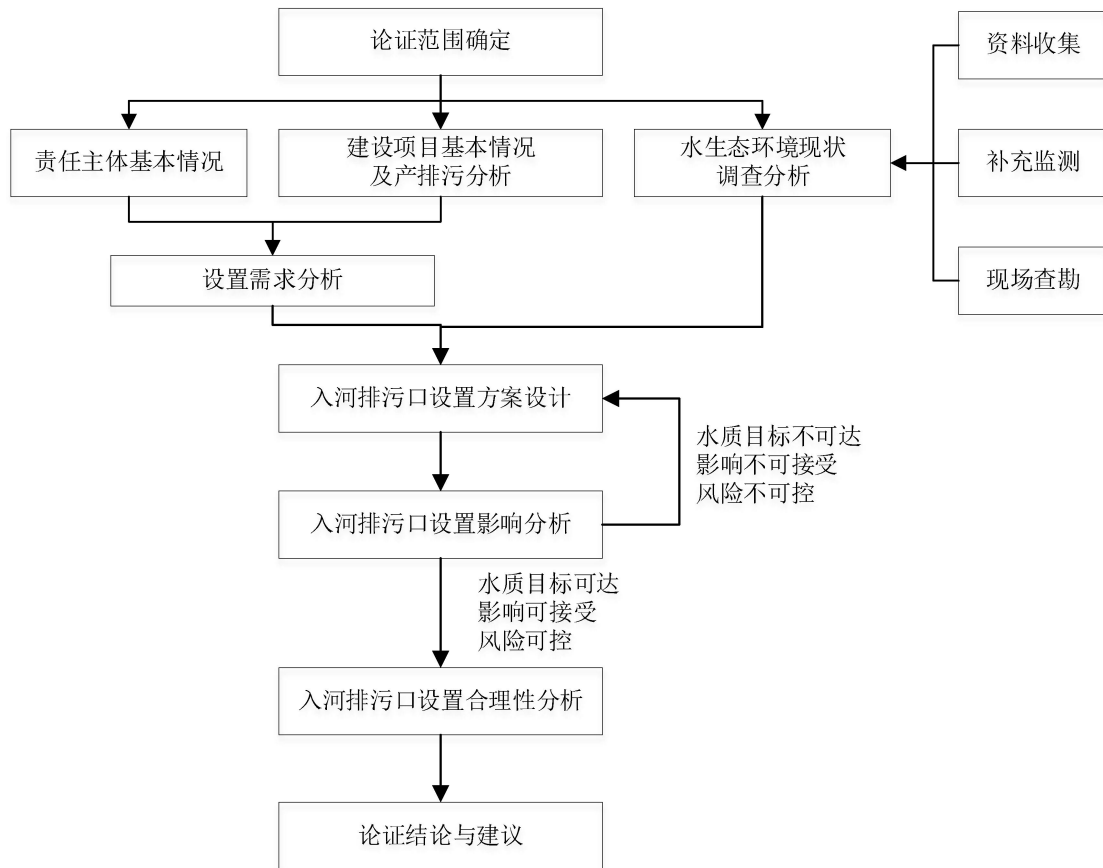 论证范围确定
资料收集
责任主体基本情况
建设项目基本情况
及产排污分析
水生态环境现状
调查分析
补充监测
设置需求分析
现场查勘
入河排污口设置方案设计
水质目标不可达
影响不可接受
风险不可控
入河排污口设置影响分析
水质目标可达
影响可接受
风险可控
入河排污口设置合理性分析
论证结论与建议